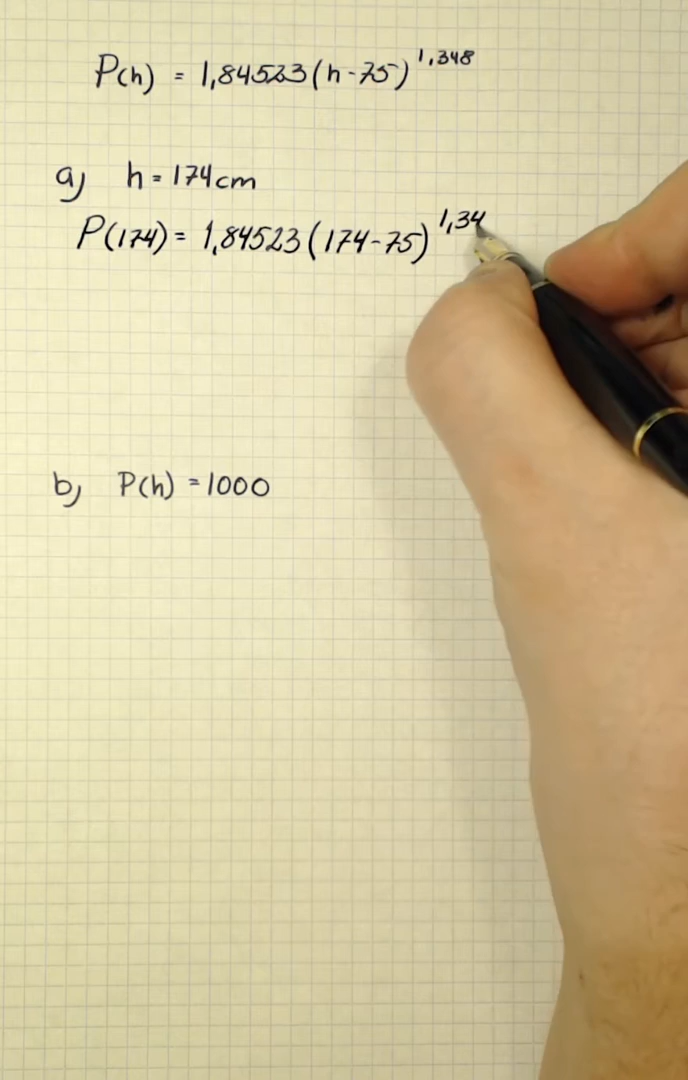 P(h) = 1,84523(h-75)^1,348
a) h = 174cm
P(174) = 1,84523(174-75)^1,34
b) P(h) = 1000